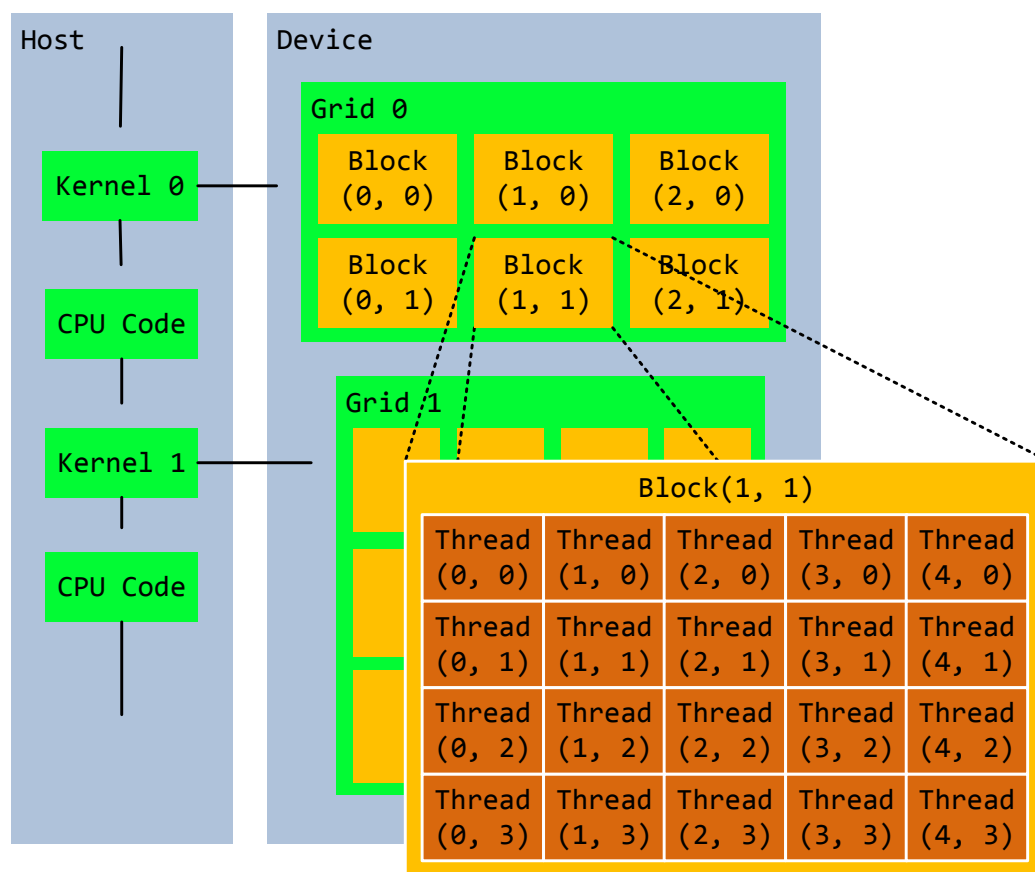 Host
Kernel 0
CPU Code
Kernel 1
CPU Code
Device
Grid 0
Block
(0, 0)
Block
(1, 0)
Block
(2, 0)
Block
(0, 1)
Block
(1, 1)
Block
(2, 1)
Grid 1
Block(1, 1)
Thread
(0, 0)
Thread
(1, 0)
Thread
(2, 0)
Thread
(3, 0)
Thread
(4, 0)
Thread
(0, 1)
Thread
(1, 1)
Thread
(2, 1)
Thread
(3, 1)
Thread
(4, 1)
Thread
(0, 2)
Thread
(1, 2)
Thread
(2, 2)
Thread
(3, 2)
Thread
(4, 2)
Thread
(0, 3)
Thread
(1, 3)
Thread
(2, 3)
Thread
(3, 3)
Thread
(4, 3)